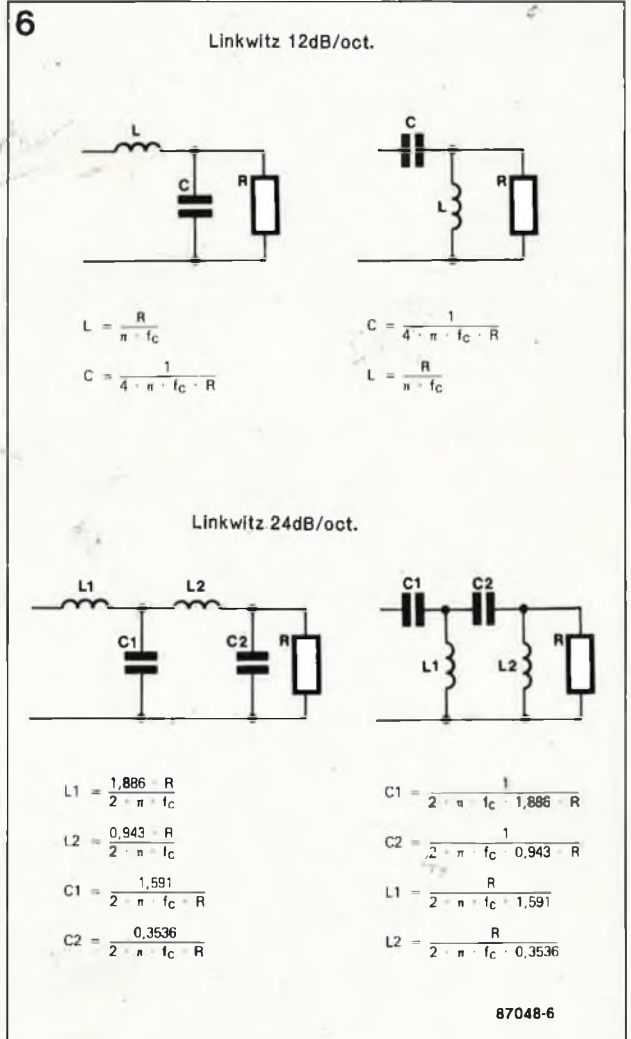 6
Linkwitz 12dB/oct.
L
C
R
C
L
R
L = R / π · fC
C = 1 / 4 · π · fC · R
C = 1 / 4 · π · fC · R
L = R / π · fC
Linkwitz 24dB/oct.
L1
L2
C1
C2
R
C1
C2
L1
L2
R
L1 = 1,886 · R / 2 · π · fC
L2 = 0,943 · R / 2 · π · fC
C1 = 1,591 / 2 · π · fC · R
C2 = 0,3536 / 2 · π · fC · R
C1 = 1 / 2 · π · fC · 1,886 · R
C2 = 1 / 2 · π · fC · 0,943 · R
L1 = R / 2 · π · fC · 1,591
L2 = R / 2 · π · fC · 0,3536
87048-6